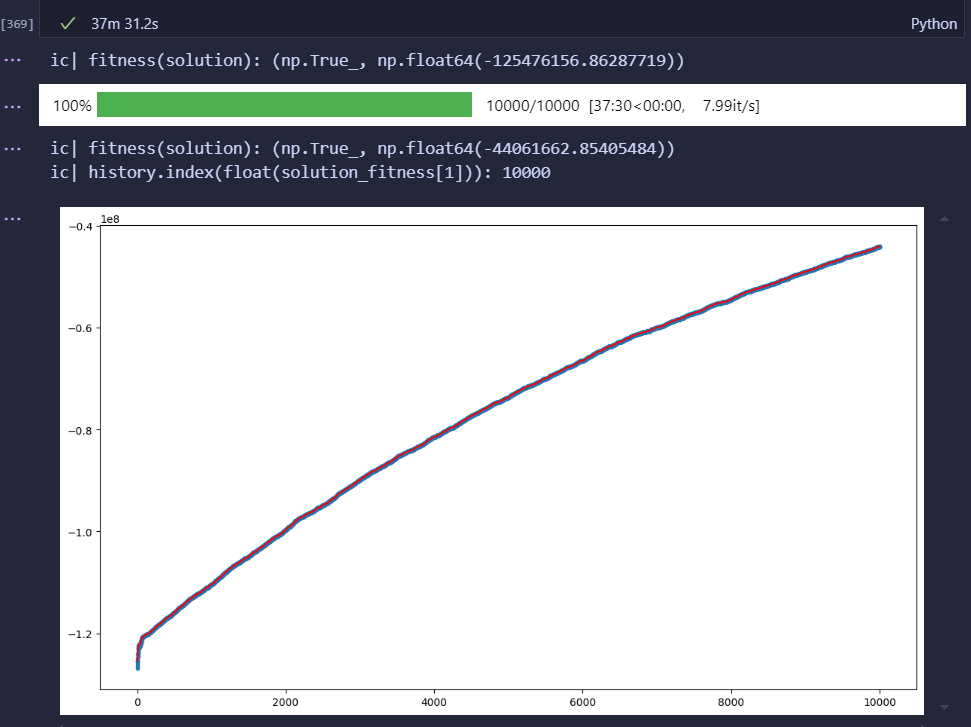 [369] ✓ 37m 31.2s Python
... ic| fitness(solution): (np.True_, np.float64(-125476156.86287719))
... 100% 10000/10000 [37:30<00:00, 7.99it/s]
... ic| fitness(solution): (np.True_, np.float64(-44061662.85405484))
ic| history.index(float(solution_fitness[1])): 10000
...
1e8
−0.4
−0.6
−0.8
−1.0
−1.2
0 2000 4000 6000 8000 10000